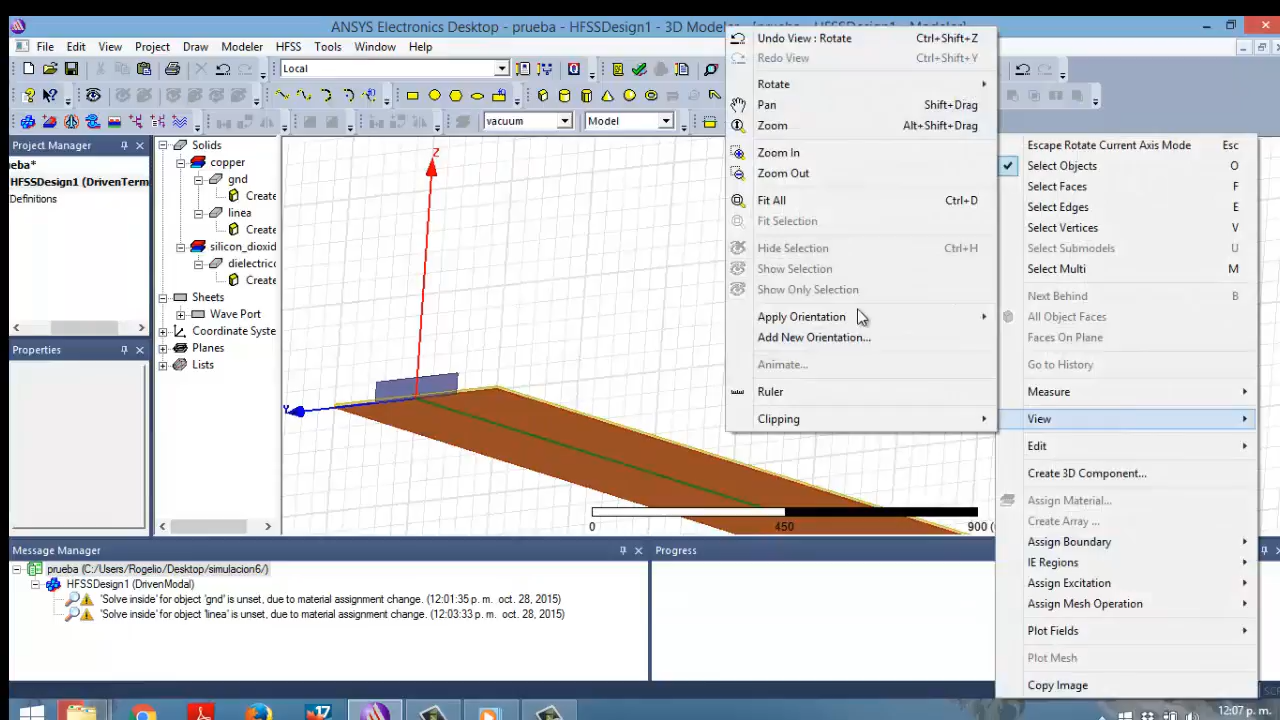 ANSYS Electronics Desktop - prueba - HFSSDesign1 - 3D Modeler - [prueba - HFSSDesign1 - Modeler]
File Edit View Project Draw Modeler HFSS Tools Window Help
Local
vacuum Model
Project Manager
eba*
HFSSDesign1 (DrivenTerm
Definitions
Properties
Solids
copper
gnd
Create
linea
Create
silicon_dioxid
dielectric
Create
Sheets
Wave Port
Coordinate Syste
Planes
Lists
Z
Y
0 450 900 (
Undo View : Rotate Ctrl+Shift+Z
Redo View Ctrl+Shift+Y
Rotate
Pan Shift+Drag
Zoom Alt+Shift+Drag
Zoom In
Zoom Out
Fit All Ctrl+D
Fit Selection
Hide Selection Ctrl+H
Show Selection
Show Only Selection
Apply Orientation
Add New Orientation...
Animate...
Ruler
Clipping
Escape Rotate Current Axis Mode Esc
Select Objects O
Select Faces F
Select Edges E
Select Vertices V
Select Submodels U
Select Multi M
Next Behind B
All Object Faces
Faces On Plane
Go to History
Measure
View
Edit
Create 3D Component...
Assign Material...
Create Array ...
Assign Boundary
IE Regions
Assign Excitation
Assign Mesh Operation
Plot Fields
Plot Mesh
Copy Image
Message Manager
prueba (C:/Users/Rogelio/Desktop/simulacion6/)
HFSSDesign1 (DrivenModal)
'Solve inside' for object 'gnd' is unset, due to material assignment change. (12:01:35 p. m. oct. 28, 2015)
'Solve inside' for object 'linea' is unset, due to material assignment change. (12:03:33 p. m. oct. 28, 2015)
Progress
17
12:07 p. m.